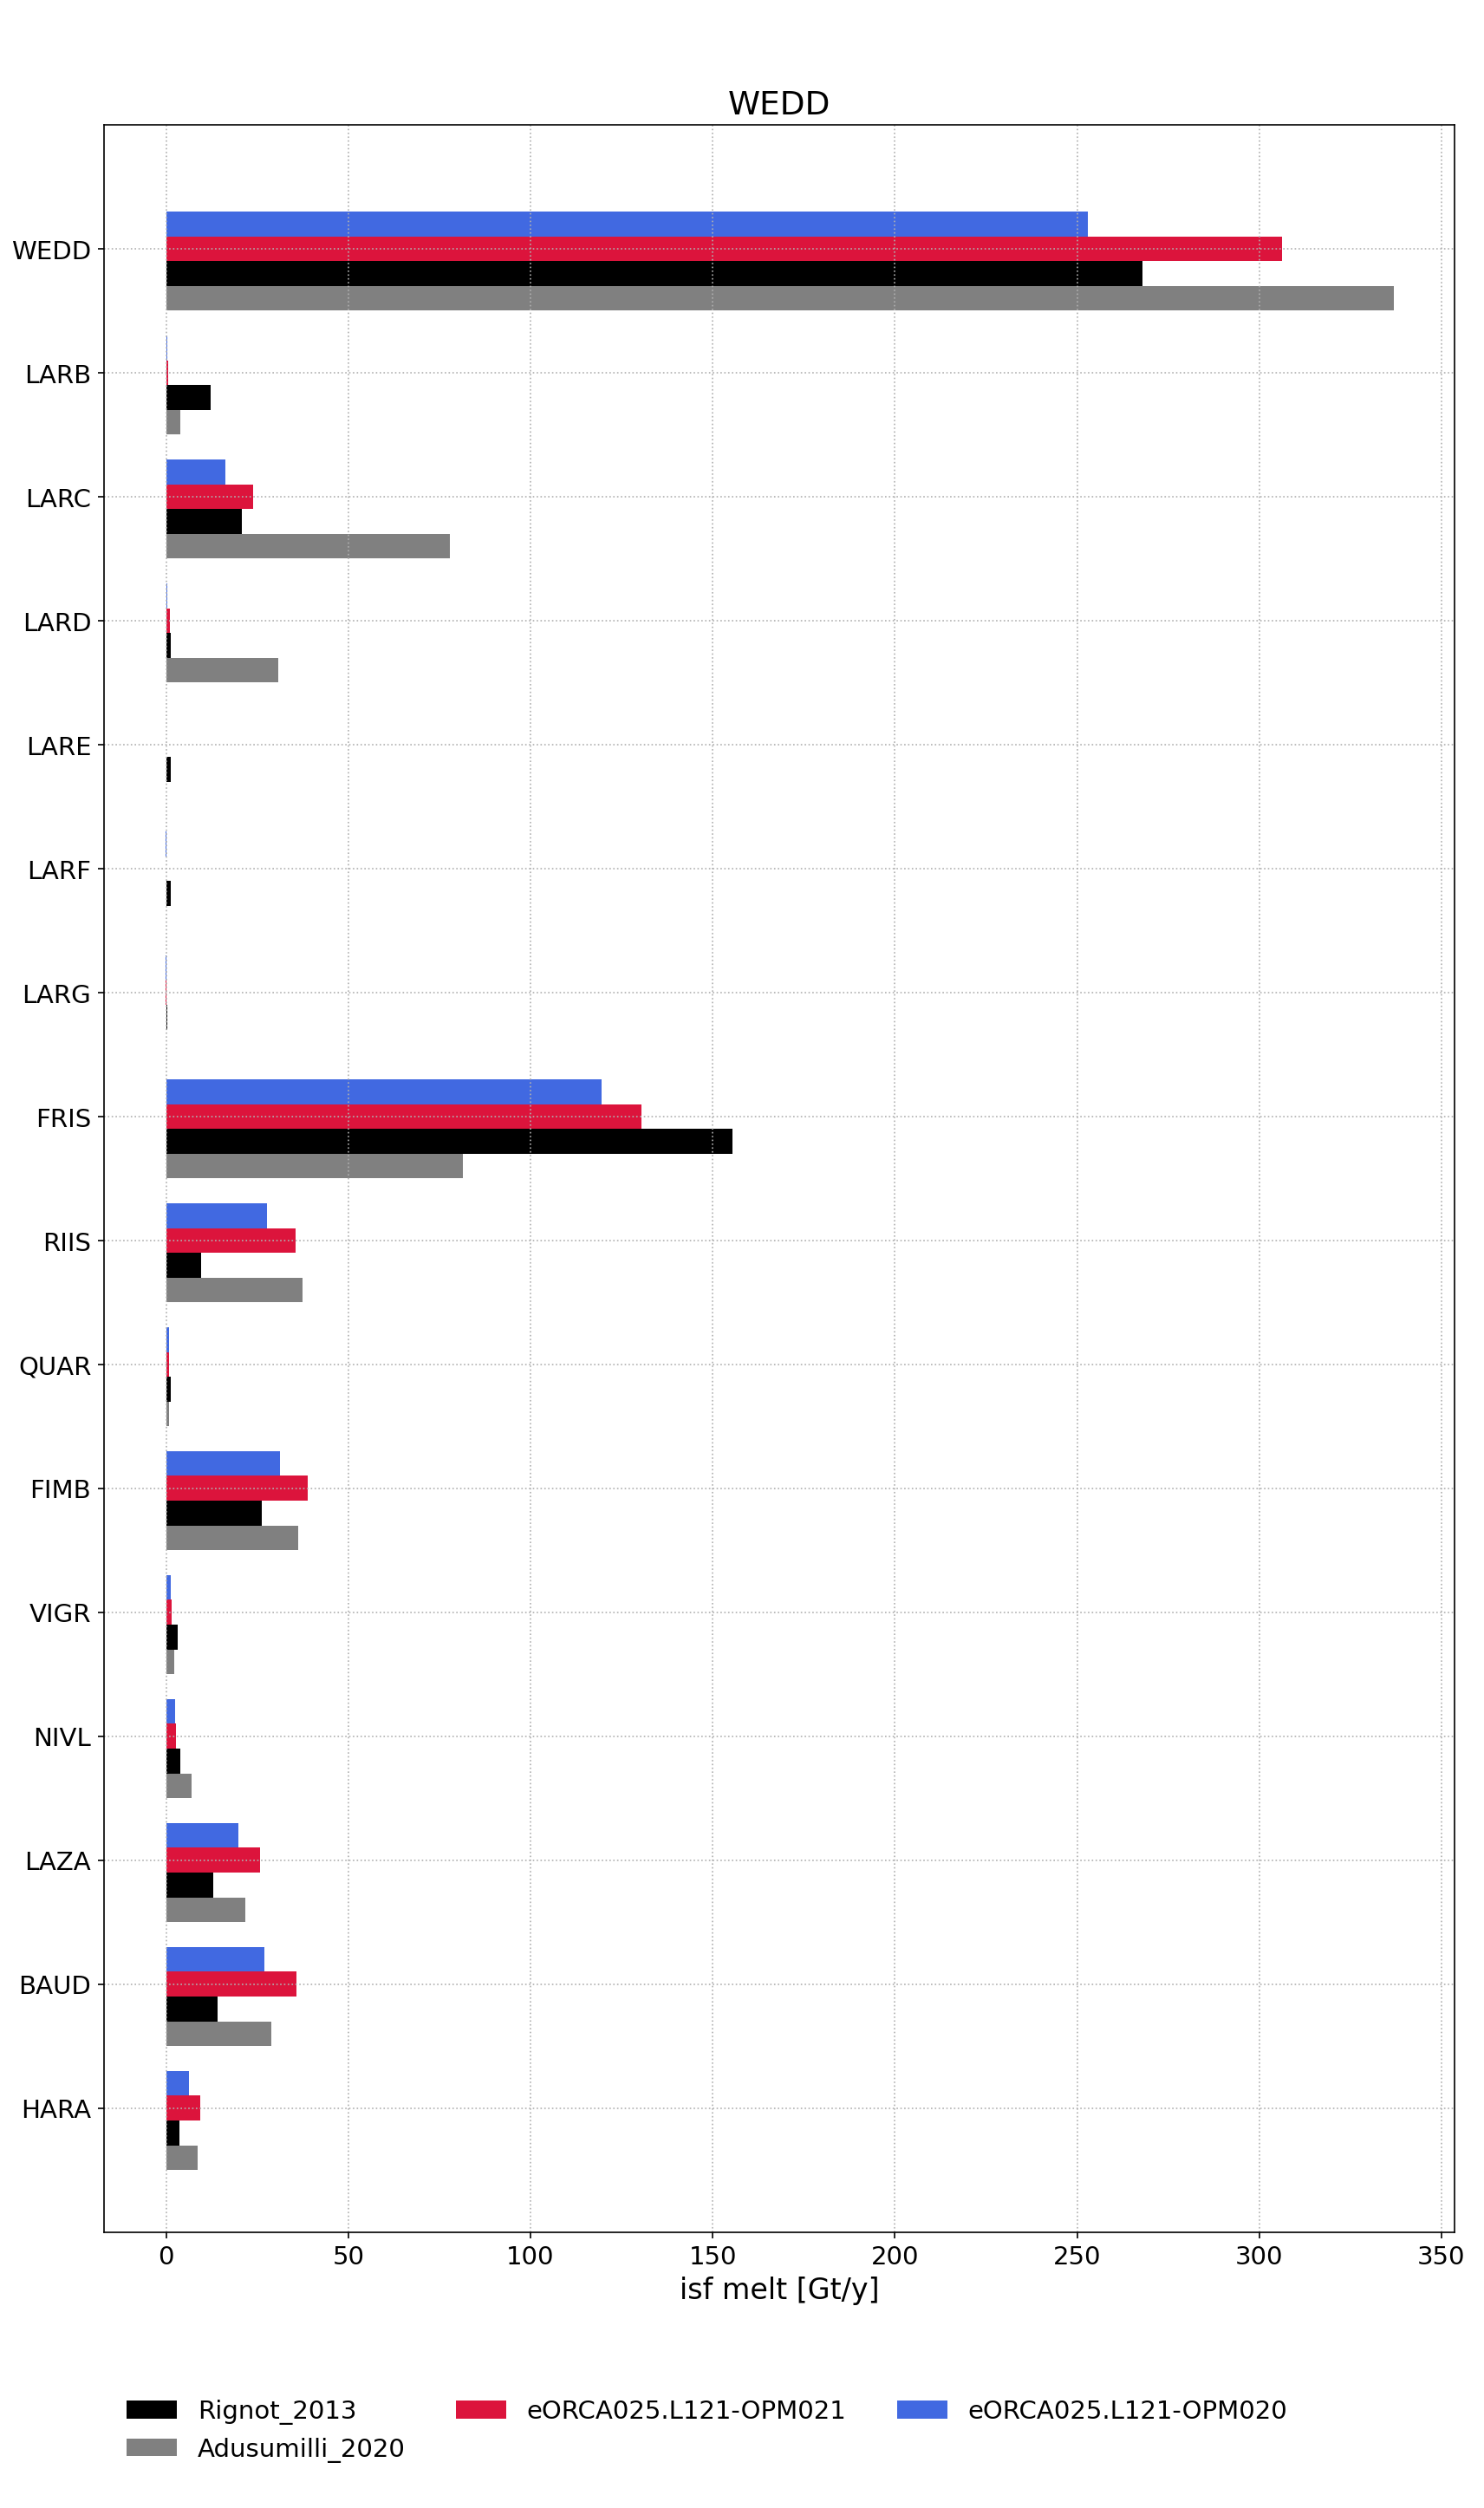 WEDD
WEDD
LARB
LARC
LARD
LARE
LARF
LARG
FRIS
RIIS
QUAR
FIMB
VIGR
NIVL
LAZA
BAUD
HARA
0 50 100 150 200 250 300 350
isf melt [Gt/y]
Rignot_2013 eORCA025.L121-OPM021 eORCA025.L121-OPM020
Adusumilli_2020